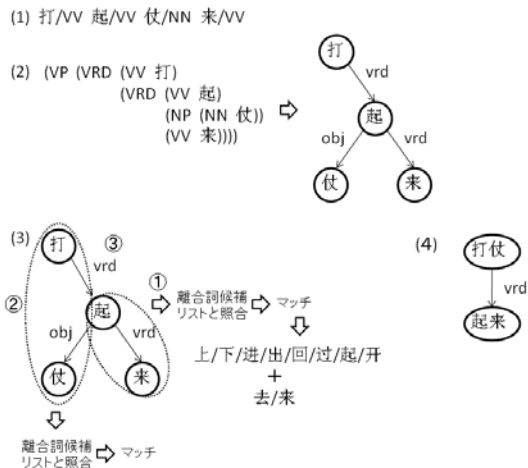 (1) 打/VV 起/VV 仗/NN 来/VV
(2) (VP (VRD (VV 打)
(VRD (VV 起)
(NP (NN 仗))
(VV 来))))
打
vrd
起
obj
vrd
仗
来
(3)
打
③
vrd
②
起
①
離合詞候補
リストと照合
マッチ
obj
vrd
仗
来
上/下/进/出/回/过/起/开
+
去/来
離合詞候補
リストと照合
マッチ
(4)
打仗
vrd
起来